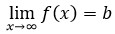 lim f(x) = b
x→∞